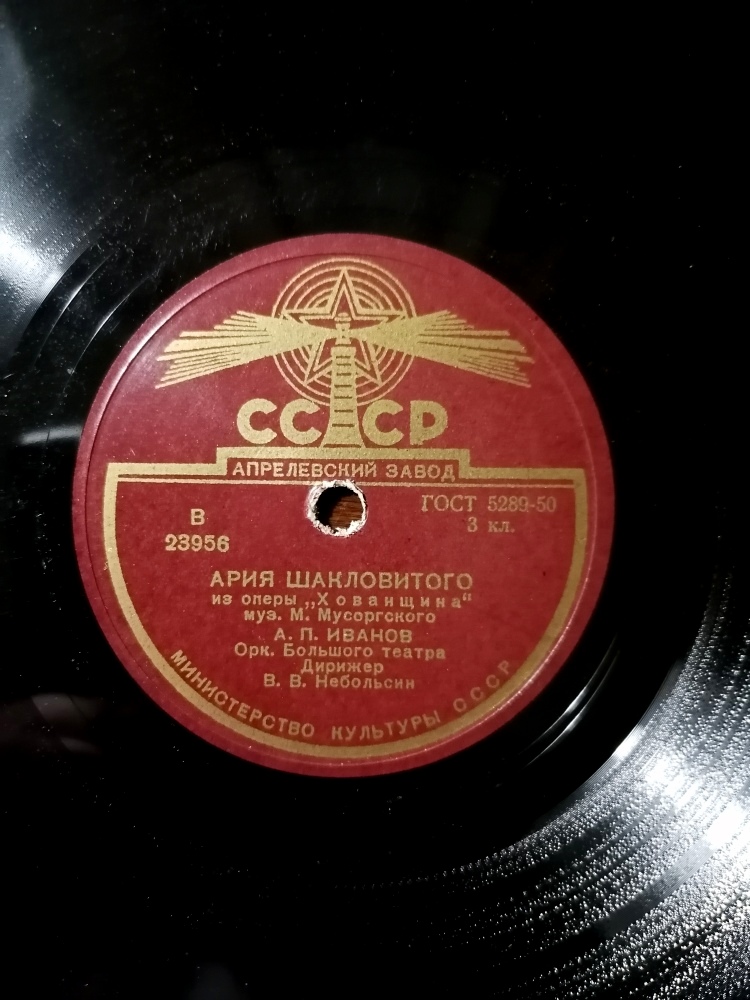 СССР
АПРЕЛЕВСКИЙ ЗАВОД
В
23956
ГОСТ 5289-50
3 кл.
АРИЯ ШАКЛОВИТОГО
из оперы „Хованщина"
муз. М. Мусоргского
А. П. ИВАНОВ
Орк. Большого театра
Дирижер
В. В. Небольсин
МИНИСТЕРСТВО КУЛЬТУРЫ СССР